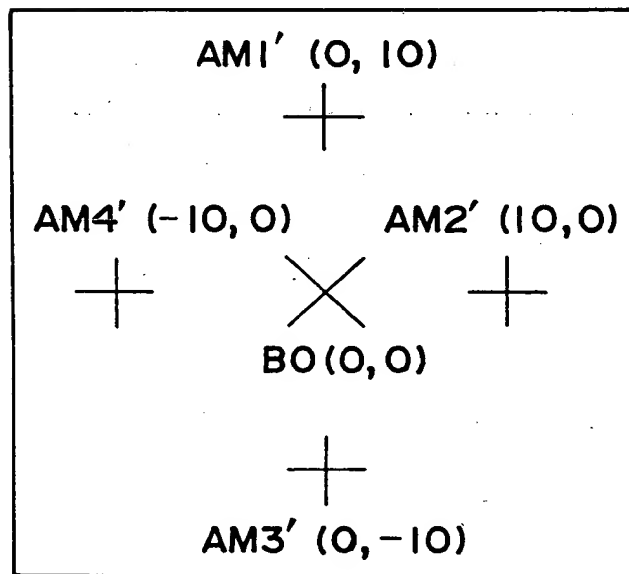 AM1′ (0, 10)
AM4′ (-10, 0) AM2′ (10, 0)
BO (0, 0)
AM3′ (0, -10)